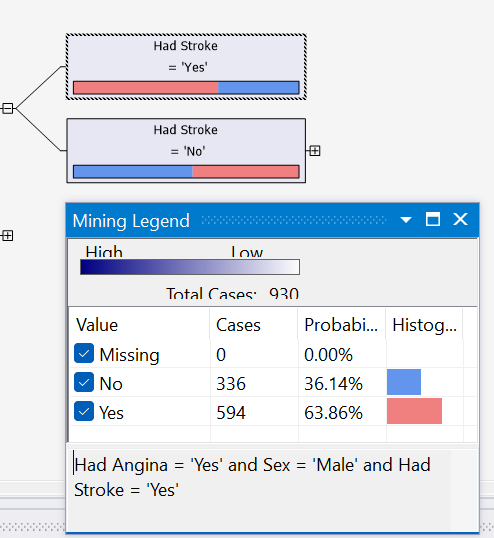 Had Stroke
= 'Yes'
Had Stroke
= 'No'
Mining Legend
High Low
Total Cases: 930
Value Cases Probabi... Histog...
Missing 0 0.00%
No 336 36.14%
Yes 594 63.86%
Had Angina = 'Yes' and Sex = 'Male' and Had
Stroke = 'Yes'